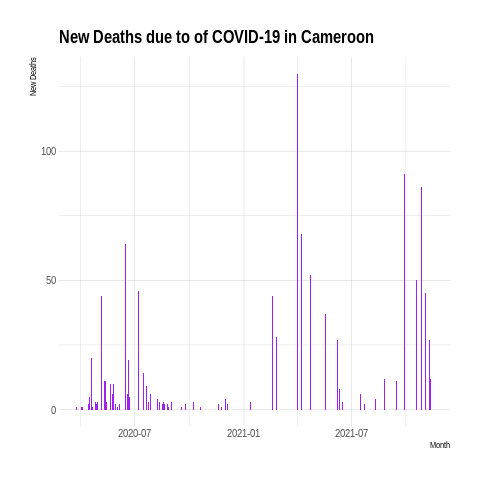 New Deaths due to of COVID-19 in Cameroon
New Deaths
100
50
0
2020-07
2021-01
2021-07
Month